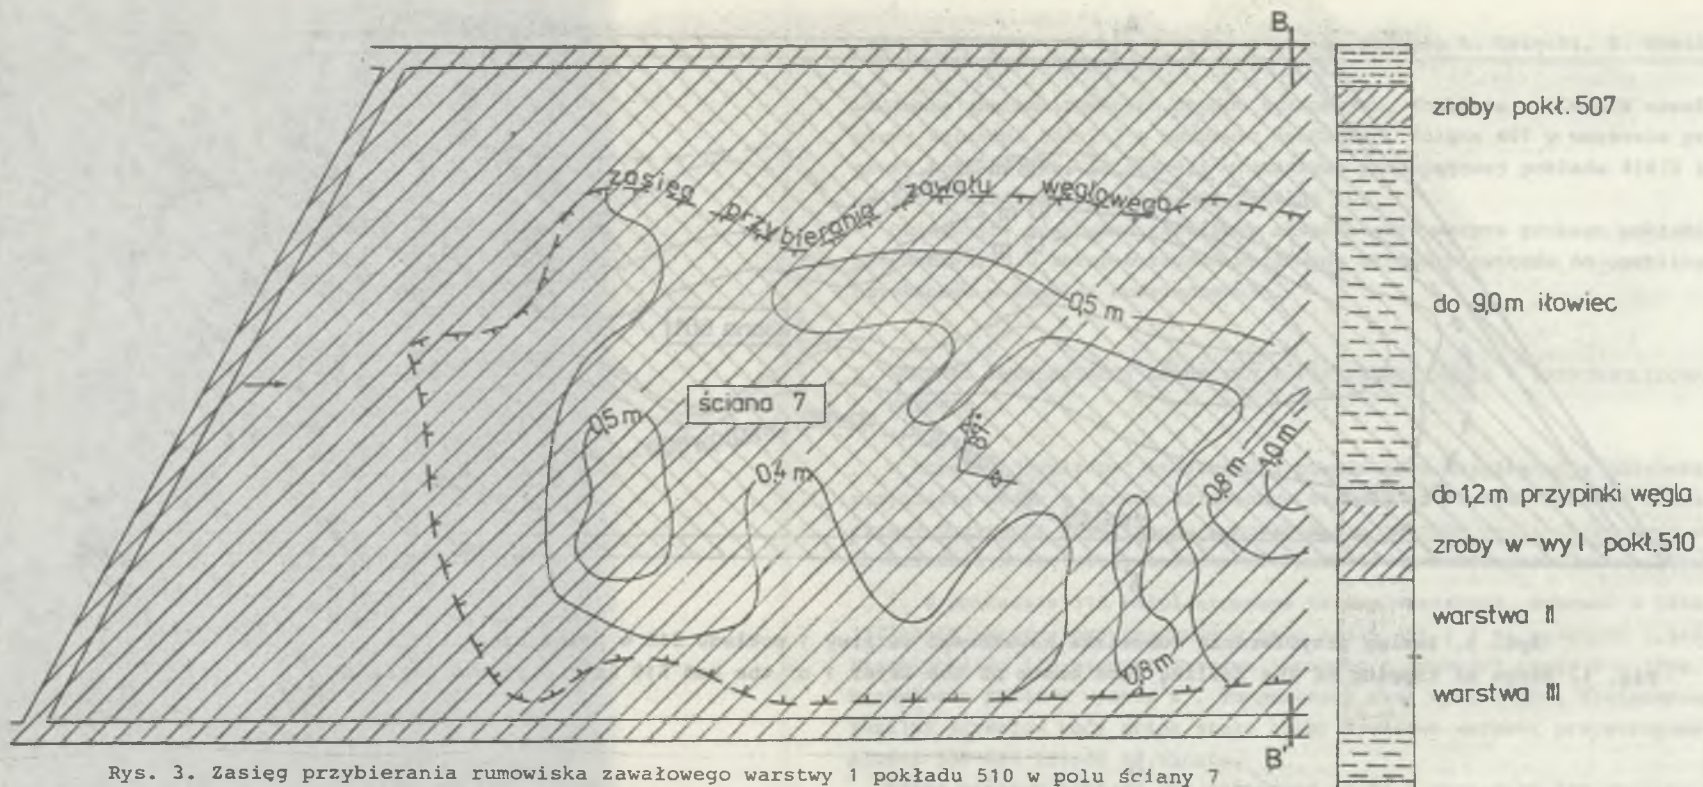 B
zroby pokł. 507
zasięg przybierania zawału węglowego
0,5 m
do 9,0 m iłowiec
ściana 7
0,5 m
0,4 m
0,8 m
1,0 m
do 1,2 m przypinki węgla
zroby w-wy I pokł. 510
warstwa II
0,8 m
warstwa III
B'
Rys. 3. Zasięg przybierania rumowiska zawałowego warstwy 1 pokładu 510 w polu ściany 7